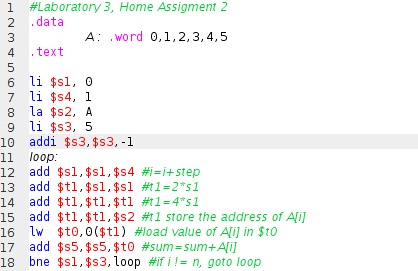 1 #Laboratory 3, Home Assigment 2
2 .data
3 A: .word 0,1,2,3,4,5
4 .text
5
6 li $s1, 0
7 li $s4, 1
8 la $s2, A
9 li $s3, 5
10 addi $s3,$s3,-1
11 loop:
12 add $s1,$s1,$s4 #i=i+step
13 add $t1,$s1,$s1 #t1=2*s1
14 add $t1,$t1,$t1 #t1=4*s1
15 add $t1,$t1,$s2 #t1 store the address of A[i]
16 lw $t0,0($t1) #load value of A[i] in $t0
17 add $s5,$s5,$t0 #sum=sum+A[i]
18 bne $s1,$s3,loop #if i != n, goto loop